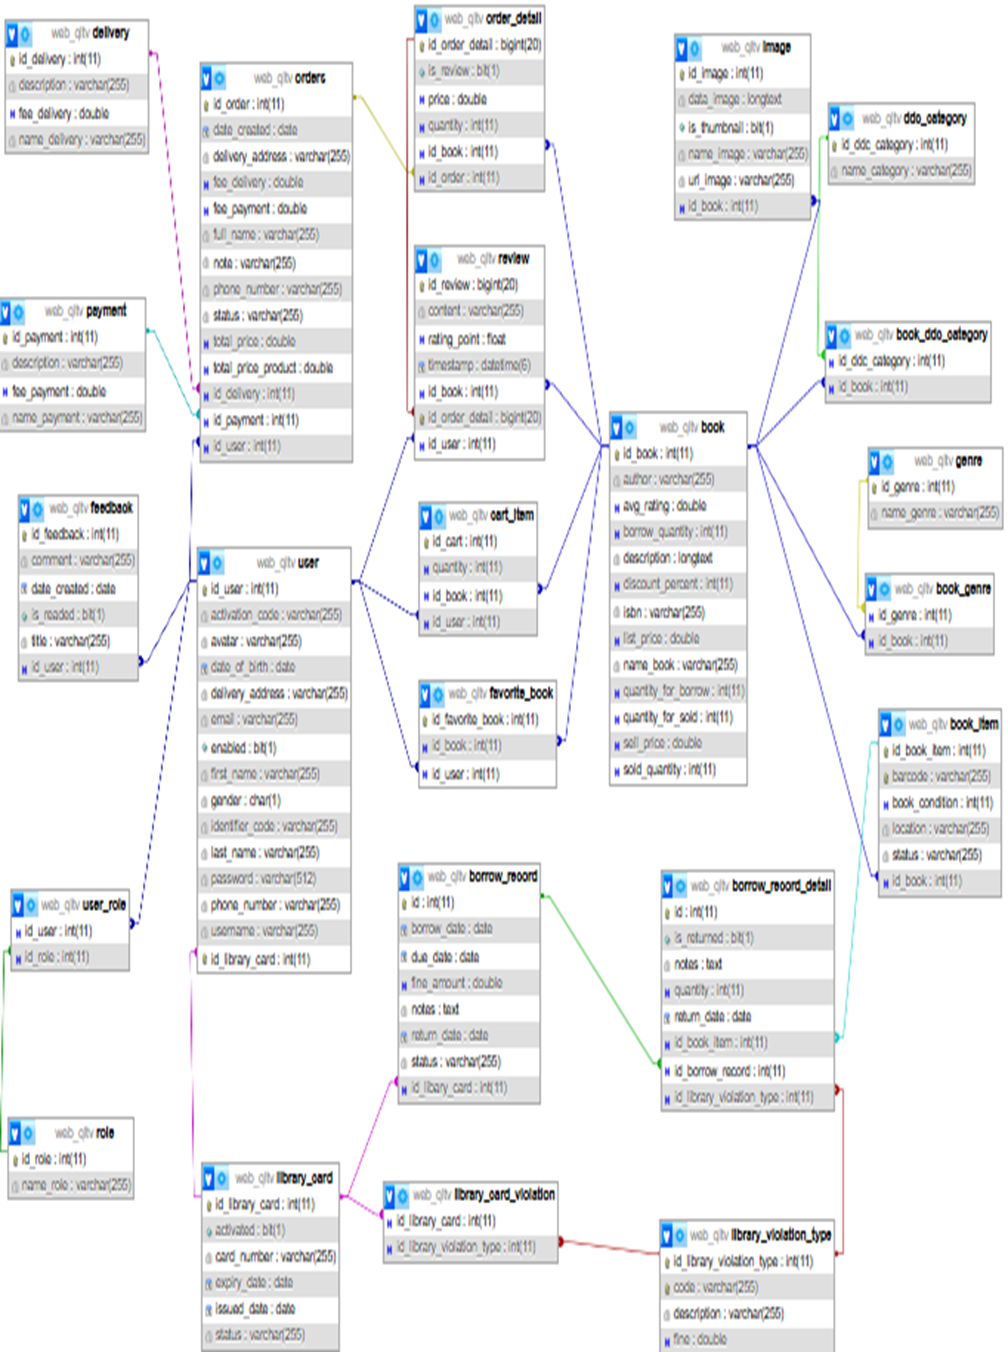 web_qltv delivery
id_delivery : int(11)
description : varchar(255)
fee_delivery : double
name_delivery : varchar(255)
web_qltv orders
id_order : int(11)
date_created : date
delivery_address : varchar(255)
fee_delivery : double
fee_payment : double
full_name : varchar(255)
note : varchar(255)
phone_number : varchar(255)
status : varchar(255)
total_price : double
total_price_product : double
id_delivery : int(11)
id_payment : int(11)
id_user : int(11)
web_qltv order_detail
id_order_detail : bigint(20)
is_review : bit(1)
price : double
quantity : int(11)
id_book : int(11)
id_order : int(11)
web_qltv image
id_image : int(11)
data_image : longtext
is_thumbnail : bit(1)
name_image : varchar(255)
url_image : varchar(255)
id_book : int(11)
web_qltv ddc_category
id_ddc_category : int(11)
name_category : varchar(255)
web_qltv payment
id_payment : int(11)
description : varchar(255)
fee_payment : double
name_payment : varchar(255)
web_qltv review
id_review : bigint(20)
content : varchar(255)
rating_point : float
timestamp : datetime(6)
id_book : int(11)
id_order_detail : bigint(20)
id_user : int(11)
web_qltv book_ddc_category
id_ddc_category : int(11)
id_book : int(11)
web_qltv book
id_book : int(11)
author : varchar(255)
avg_rating : double
borrow_quantity : int(11)
description : longtext
discount_percent : int(11)
isbn : varchar(255)
list_price : double
name_book : varchar(255)
quantity_for_borrow : int(11)
quantity_for_sold : int(11)
sell_price : double
sold_quantity : int(11)
web_qltv genre
id_genre : int(11)
name_genre : varchar(255)
web_qltv feedback
id_feedback : int(11)
comment : varchar(255)
date_created : date
is_readed : bit(1)
title : varchar(255)
id_user : int(11)
web_qltv user
id_user : int(11)
activation_code : varchar(255)
avatar : varchar(255)
date_of_birth : date
delivery_address : varchar(255)
email : varchar(255)
enabled : bit(1)
first_name : varchar(255)
gender : char(1)
identifier_code : varchar(255)
last_name : varchar(255)
password : varchar(512)
phone_number : varchar(255)
username : varchar(255)
id_library_card : int(11)
web_qltv cart_item
id_cart : int(11)
quantity : int(11)
id_book : int(11)
id_user : int(11)
web_qltv book_genre
id_genre : int(11)
id_book : int(11)
web_qltv favorite_book
id_favorite_book : int(11)
id_book : int(11)
id_user : int(11)
web_qltv book_item
id_book_item : int(11)
barcode : varchar(255)
book_condition : int(11)
location : varchar(255)
status : varchar(255)
id_book : int(11)
web_qltv user_role
id_user : int(11)
id_role : int(11)
web_qltv borrow_record
id : int(11)
borrow_date : date
due_date : date
fine_amount : double
notes : text
return_date : date
status : varchar(255)
id_libary_card : int(11)
web_qltv borrow_record_detail
id : int(11)
is_returned : bit(1)
notes : text
quantity : int(11)
return_date : date
id_book_item : int(11)
id_borrow_record : int(11)
id_library_violation_type : int(11)
web_qltv role
id_role : int(11)
name_role : varchar(255)
web_qltv library_card
id_library_card : int(11)
activated : bit(1)
card_number : varchar(255)
expiry_date : date
issued_date : date
status : varchar(255)
web_qltv library_card_violation
id_library_card : int(11)
id_library_violation_type : int(11)
web_qltv library_violation_type
id_library_violation_type : int(11)
code : varchar(255)
description : varchar(255)
fine : double